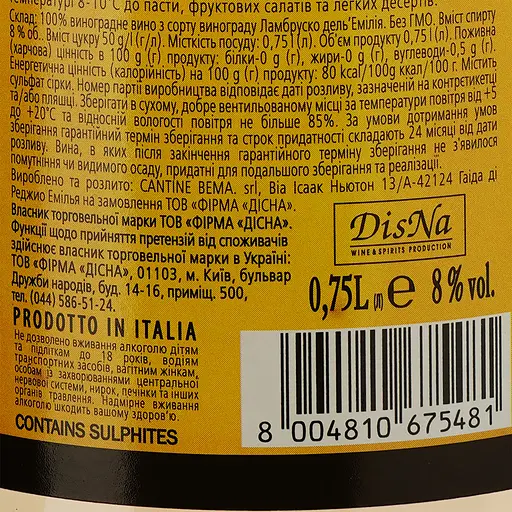 температурі 8-10°C до пасти, фруктових салатів та легких десертів.
Склад: 100% виноградне вино з сорту винограду Ламбруско дель'Емілія. Без ГМО. Вміст спирту
8 % об.. Вміст цукру 50 g/l (г/л). Місткість посуду: 0,75 l (л). Об'єм продукту 0,75 l (л). Поживна
(харчова) цінність в 100 g (г) продукту: білки-0 g (г), жири-0 g (г), вуглеводи-0,5 g (г).
Енергетична цінність (калорійність) на 100 g (г) продукту: 80 kcal/100g ккал/100 г. Містить
сульфат сірки. Номер партії виробництва відповідає даті розливу, зазначеній на контретикетці
та/або пляшці. Зберігати в сухому, добре вентильованому місці за температури повітря від +5
до +20°C та відносній вологості повітря не більше 85%. За умови дотримання умов
зберігання гарантійний термін зберігання та строк придатності складають 24 місяці від дати
розливу. Вина, в яких після закінчення гарантійного терміну зберігання не з'явилося
помутніння чи видимого осаду, придатні для подальшого зберігання та реалізації.
Вироблено та розлито: CANTINE BEMA. srl, Віа Ісаак Ньютон 13/A-42124 Гаіда ді
Реджио Емілья на замовлення ТОВ «ФІРМА «ДІСНА».
Власник торговельної марки ТОВ «ФІРМА «ДІСНА».
Функції щодо прийняття претензій від споживачів
здійснює власник торговельної марки в Україні:
ТОВ «ФІРМА «ДІСНА», 01103, м. Київ, бульвар
Дружби народів, буд. 14-16, приміщ. 500,
тел. (044) 586-51-24.
DisNa
WINE & SPIRITS PRODUCTION
0,75L (л) e 8 % vol.
PRODOTTO IN ITALIA
Не дозволено вживання алкоголю дітям
та підліткам до 18 років, водіям
транспортних засобів, вагітним жінкам,
особам із захворюваннями центральної
нервової системи, нирок, печінки та інших
органів травлення. Надмірне вживання
алкоголю шкодить вашому здоров'ю.
CONTAINS SULPHITES
8 004810 675481